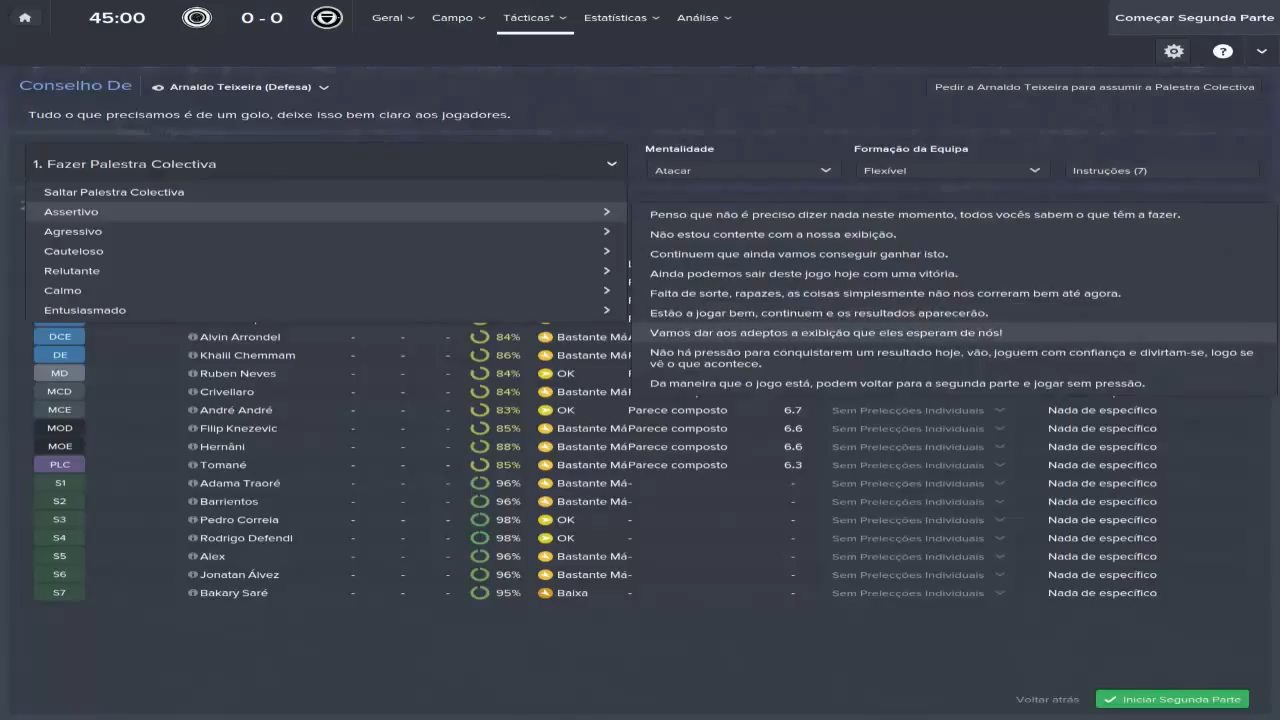 45:00 0 - 0 Geral Campo Tácticas* Estatísticas Análise Começar Segunda Parte
?
Conselho De Arnaldo Teixeira (Defesa) Pedir a Arnaldo Teixeira para assumir a Palestra Colectiva
Tudo o que precisamos é de um golo, deixe isso bem claro aos jogadores.
Mentalidade Formação da Equipa
1. Fazer Palestra Colectiva
Atacar Flexível Instruções (7)
Saltar Palestra Colectiva
Assertivo
Agressivo
Cauteloso
Relutante
Calmo
Entusiasmado
Penso que não é preciso dizer nada neste momento, todos vocês sabem o que têm a fazer.
Não estou contente com a nossa exibição.
Continuem que ainda vamos conseguir ganhar isto.
Ainda podemos sair deste jogo hoje com uma vitória.
Falta de sorte, rapazes, as coisas simplesmente não nos correram bem até agora.
Estão a jogar bem, continuem e os resultados aparecerão.
Vamos dar aos adeptos a exibição que eles esperam de nós!
Não há pressão para conquistarem um resultado hoje, vão, joguem com confiança e divirtam-se, logo se
vê o que acontece.
Da maneira que o jogo está, podem voltar para a segunda parte e jogar sem pressão.
DCE Alvin Arrondel - - - 84% Bastante Má
DE Khalil Chemmam - - - 86% Bastante Má
MD Ruben Neves - - - 84% OK
MCD Crivellaro - - - 84% Bastante Má
MCE André André - - - 83% OK Parece composto 6.7 Sem Prelecções Individuais Nada de específico
MOD Filip Knezevic - - - 85% Bastante Má Parece composto 6.6 Sem Prelecções Individuais Nada de específico
MOE Hernâni - - - 88% Bastante Má Parece composto 6.6 Sem Prelecções Individuais Nada de específico
PLC Tomané - - - 85% Bastante Má Parece composto 6.3 Sem Prelecções Individuais Nada de específico
S1 Adama Traoré - - - 96% Bastante Má - - Sem Prelecções Individuais Nada de específico
S2 Barrientos - - - 96% Bastante Má - - Sem Prelecções Individuais Nada de específico
S3 Pedro Correia - - - 98% OK - - Sem Prelecções Individuais Nada de específico
S4 Rodrigo Defendi - - - 98% OK - - Sem Prelecções Individuais Nada de específico
S5 Alex - - - 96% Bastante Má - - Sem Prelecções Individuais Nada de específico
S6 Jonatan Álvez - - - 96% Bastante Má - - Sem Prelecções Individuais Nada de específico
S7 Bakary Saré - - - 95% Baixa - - Sem Prelecções Individuais Nada de específico
Voltar atrás Iniciar Segunda Parte